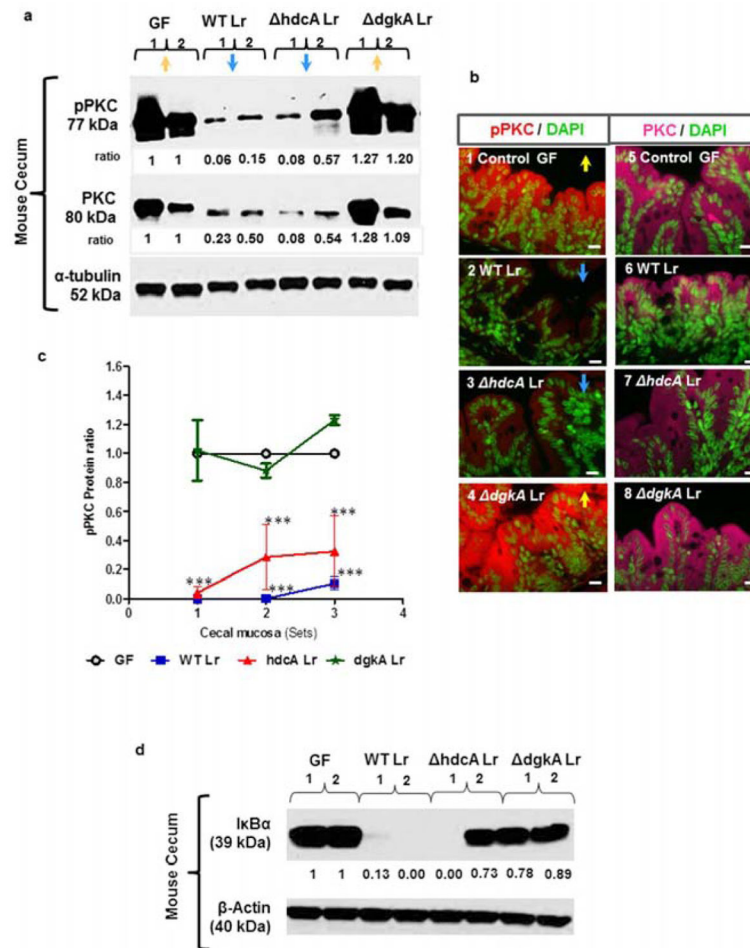 a
GF WT Lr ΔhdcA Lr ΔdgkA Lr
1 2 1 2 1 2 1 2
Mouse Cecum
pPKC
77 kDa
ratio 1 1 0.06 0.15 0.08 0.57 1.27 1.20
PKC
80 kDa
ratio 1 1 0.23 0.50 0.08 0.54 1.28 1.09
α-tubulin
52 kDa
b
pPKC / DAPI PKC / DAPI
1 Control GF 5 Control GF
2 WT Lr 6 WT Lr
3 ΔhdcA Lr 7 ΔhdcA Lr
4 ΔdgkA Lr 8 ΔdgkA Lr
c
pPKC Protein ratio
1.6
1.4
1.2
1.0
0.8
0.6
0.4
0.2
0.0
*** *** ***
*** ***
0 1 2 3 4
Cecal mucosa (Sets)
GF WT Lr hdcA Lr dgkA Lr
d
GF WT Lr ΔhdcA Lr ΔdgkA Lr
1 2 1 2 1 2 1 2
Mouse Cecum
IκBα
(39 kDa)
1 1 0.13 0.00 0.00 0.73 0.78 0.89
β-Actin
(40 kDa)